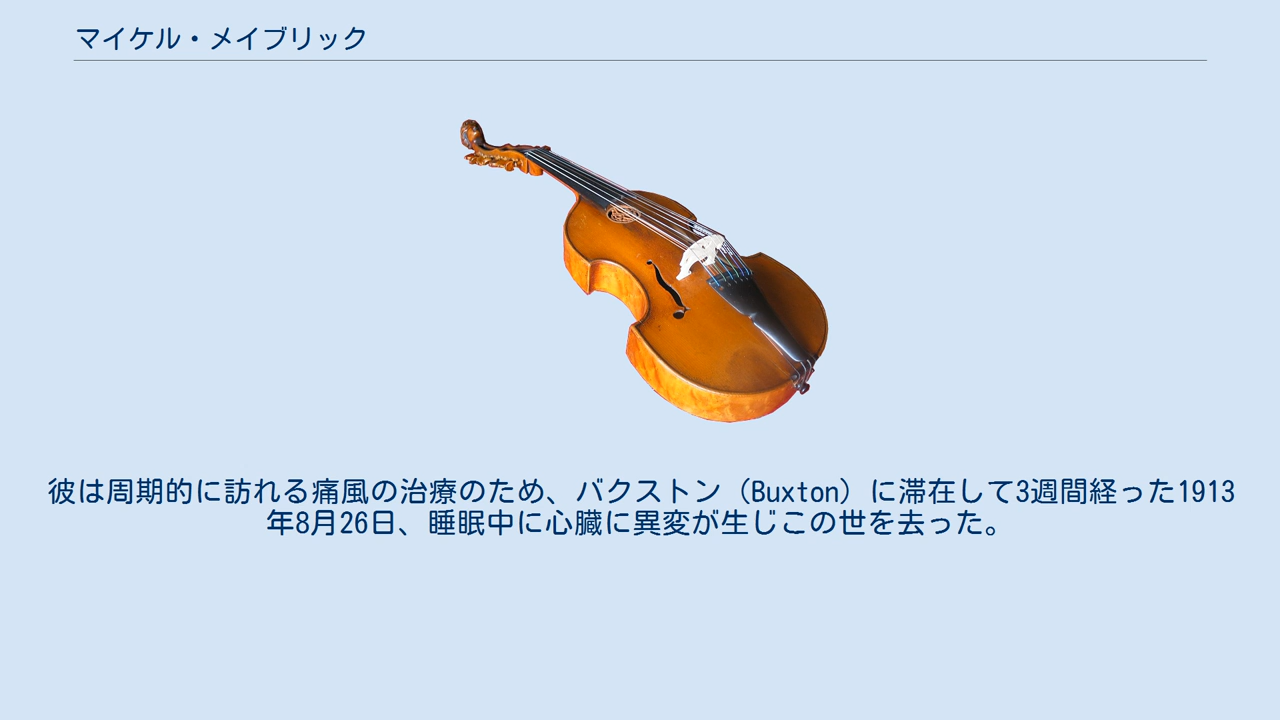 マイケル・メイブリック
彼は周期的に訪れる痛風の治療のため、バクストン（Buxton）に滞在して3週間経った1913
年8月26日、睡眠中に心臓に異変が生じこの世を去った。